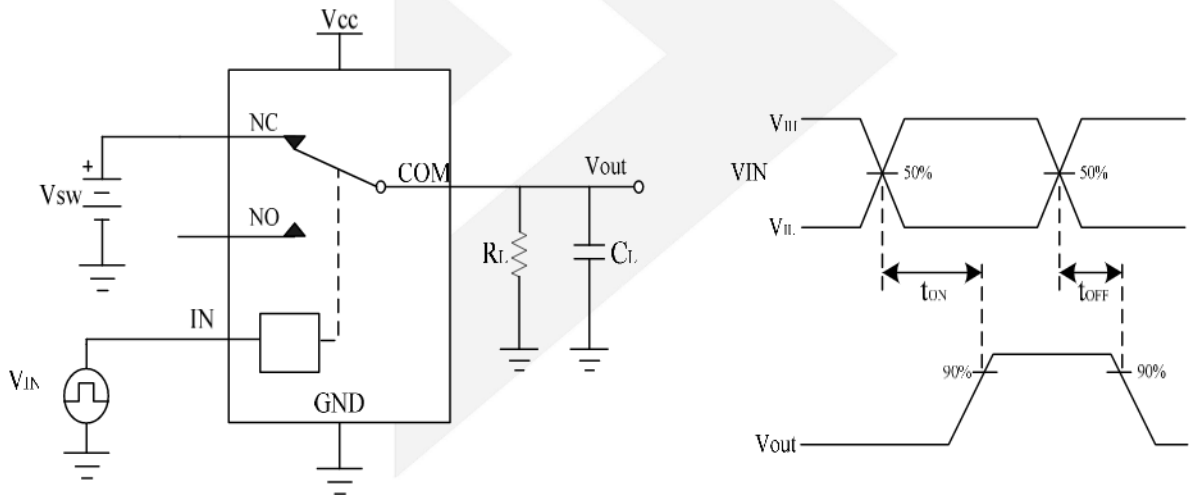 Vcc
NC
+
COM
Vout
Vsw
NO
RL
CL
IN
VIN
GND
VIH
VIN
50%
50%
VIL
tON
tOFF
90%
90%
Vout